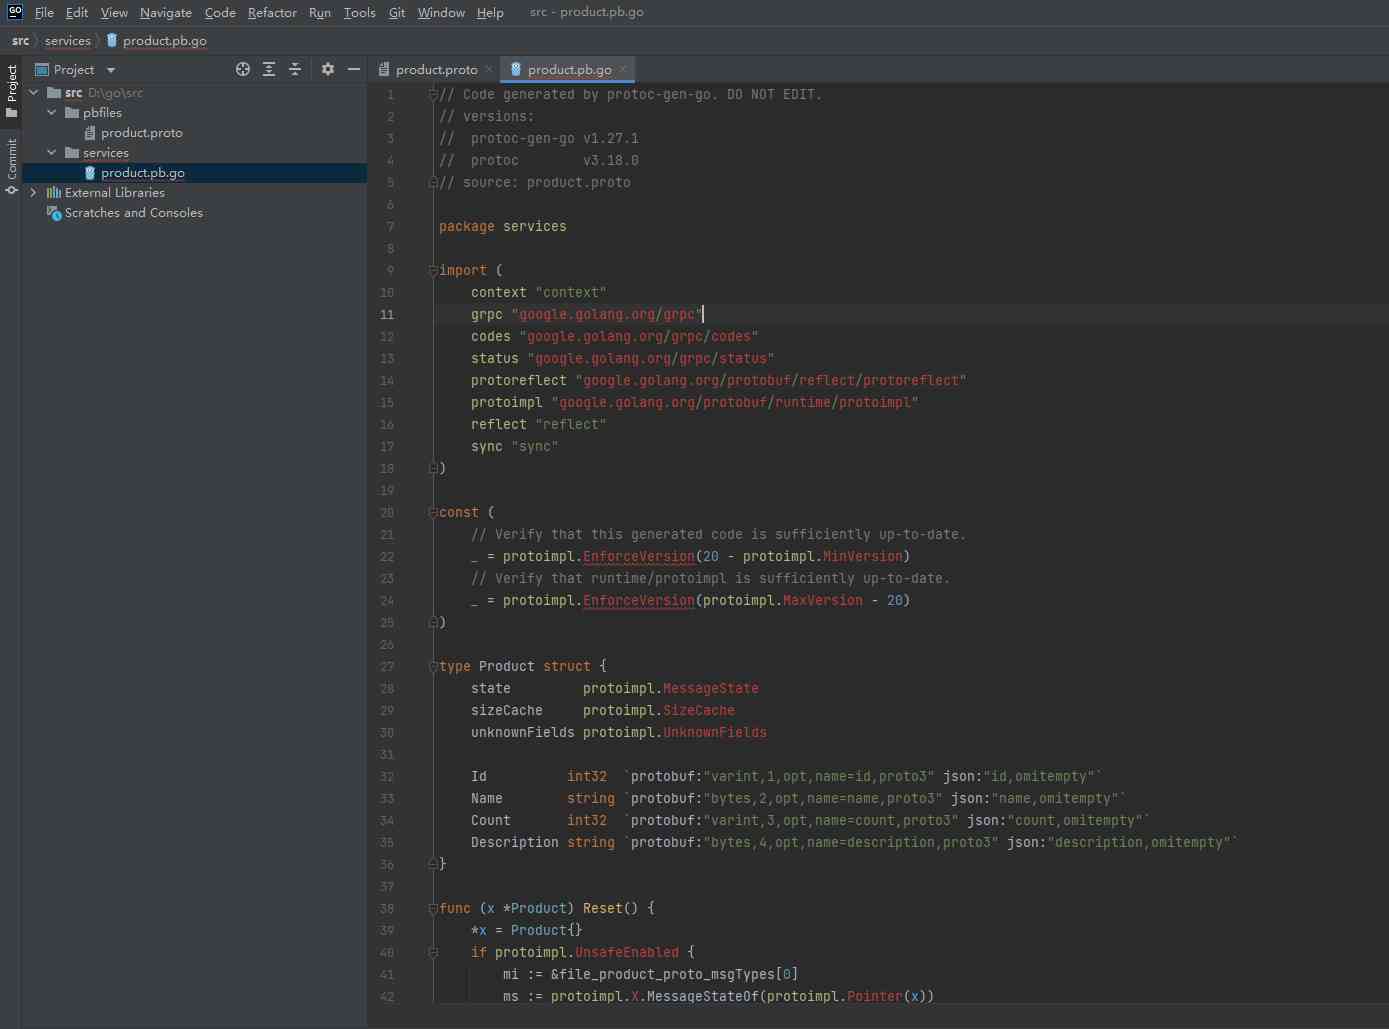 GO File Edit View Navigate Code Refactor Run Tools Git Window Help src - product.pb.go
src services product.pb.go
Project
Commit
Project
product.proto product.pb.go
src D:\go\src
pbfiles
product.proto
services
product.pb.go
External Libraries
Scratches and Consoles
1 // Code generated by protoc-gen-go. DO NOT EDIT.
2 // versions:
3 //  protoc-gen-go v1.27.1
4 //  protoc        v3.18.0
5 // source: product.proto
6
7 package services
8
9 import (
10     context "context"
11     grpc "google.golang.org/grpc"
12     codes "google.golang.org/grpc/codes"
13     status "google.golang.org/grpc/status"
14     protoreflect "google.golang.org/protobuf/reflect/protoreflect"
15     protoimpl "google.golang.org/protobuf/runtime/protoimpl"
16     reflect "reflect"
17     sync "sync"
18 )
19
20 const (
21     // Verify that this generated code is sufficiently up-to-date.
22     _ = protoimpl.EnforceVersion(20 - protoimpl.MinVersion)
23     // Verify that runtime/protoimpl is sufficiently up-to-date.
24     _ = protoimpl.EnforceVersion(protoimpl.MaxVersion - 20)
25 )
26
27 type Product struct {
28     state         protoimpl.MessageState
29     sizeCache     protoimpl.SizeCache
30     unknownFields protoimpl.UnknownFields
31
32     Id          int32  `protobuf:"varint,1,opt,name=id,proto3" json:"id,omitempty"`
33     Name        string `protobuf:"bytes,2,opt,name=name,proto3" json:"name,omitempty"`
34     Count       int32  `protobuf:"varint,3,opt,name=count,proto3" json:"count,omitempty"`
35     Description string `protobuf:"bytes,4,opt,name=description,proto3" json:"description,omitempty"`
36 }
37
38 func (x *Product) Reset() {
39     *x = Product{}
40     if protoimpl.UnsafeEnabled {
41         mi := &file_product_proto_msgTypes[0]
42         ms := protoimpl.X.MessageStateOf(protoimpl.Pointer(x))